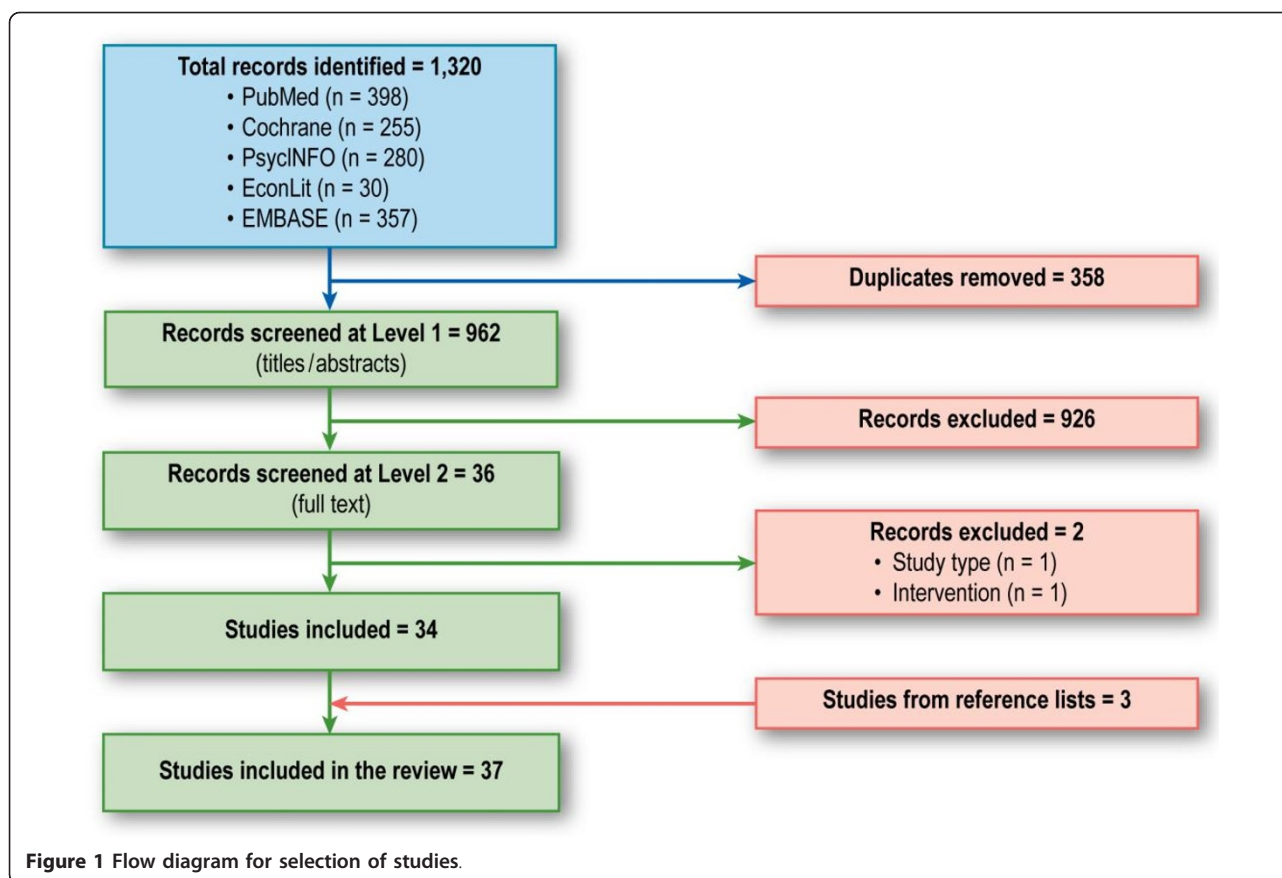 Total records identified = 1,320
• PubMed (n = 398)
• Cochrane (n = 255)
• PsycINFO (n = 280)
• EconLit (n = 30)
• EMBASE (n = 357)
Duplicates removed = 358
Records screened at Level 1 = 962
(titles/abstracts)
Records excluded = 926
Records screened at Level 2 = 36
(full text)
Records excluded = 2
• Study type (n = 1)
• Intervention (n = 1)
Studies included = 34
Studies from reference lists = 3
Studies included in the review = 37
Figure 1 Flow diagram for selection of studies.